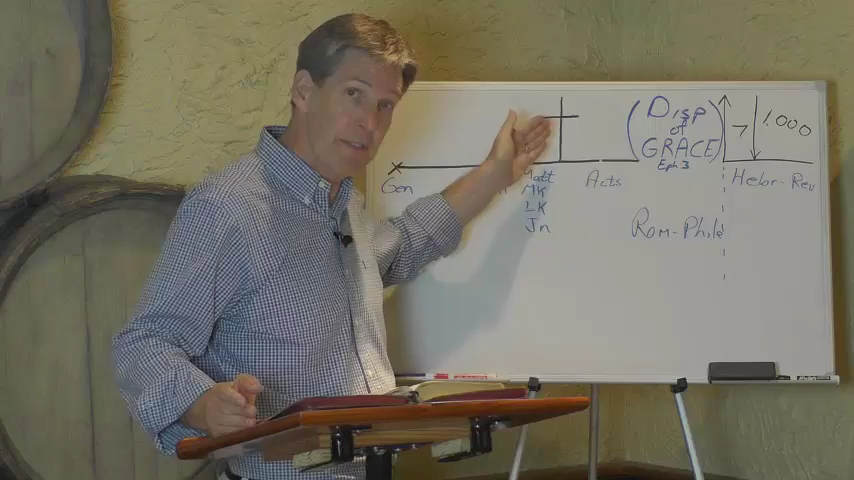 Disp
of
GRACE
Eph 3
7
1,000
Gen
Matt
MK
LK
Jn
Acts
Rom-Phile
Hebr-Rev